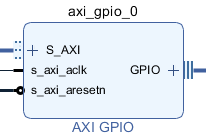 axi_gpio_0
S_AXI
s_axi_aclk
GPIO
s_axi_aresetn
AXI GPIO